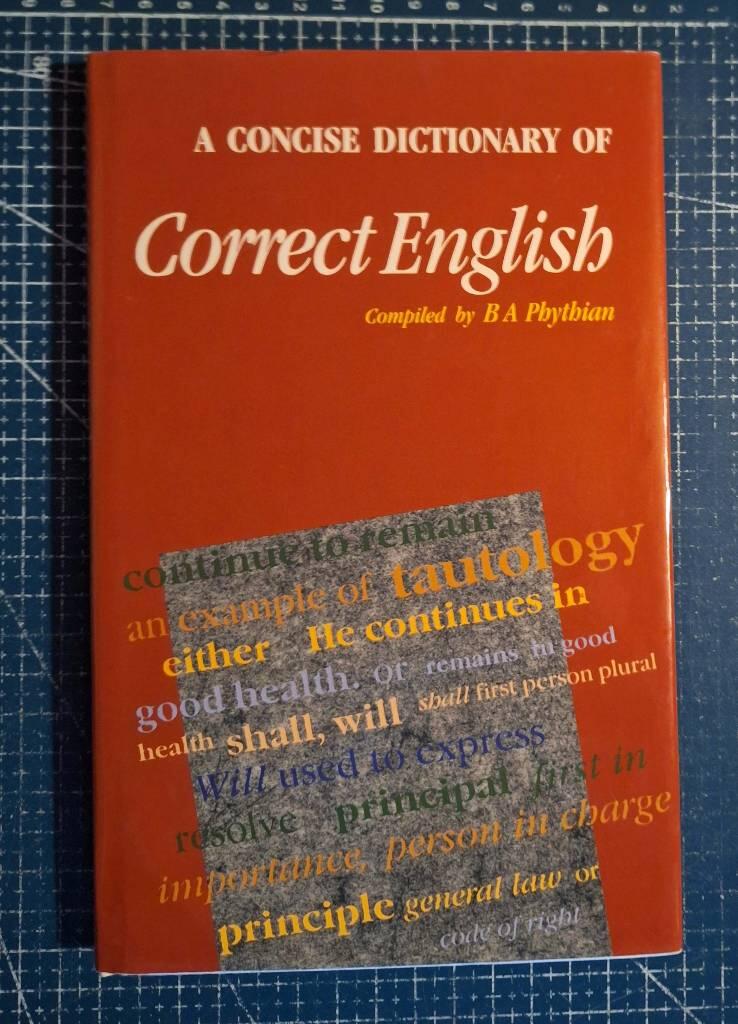 A CONCISE DICTIONARY OF
Correct English
Compiled by B A Phythian
continue to remain
an example of tautology
either He continues in
good health. or remains in good
health shall, will shall first person plural
Will used to express
resolve principal first in
importance, person in charge
principle general law or
code of right